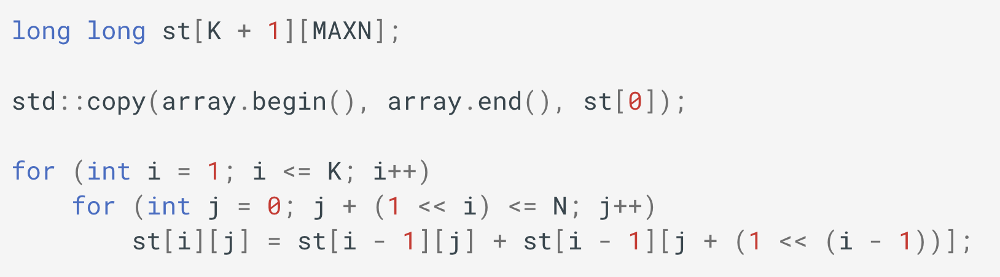 long long st[K + 1][MAXN];
std::copy(array.begin(), array.end(), st[0]);
for (int i = 1; i <= K; i++)
    for (int j = 0; j + (1 << i) <= N; j++)
        st[i][j] = st[i - 1][j] + st[i - 1][j + (1 << (i - 1))];